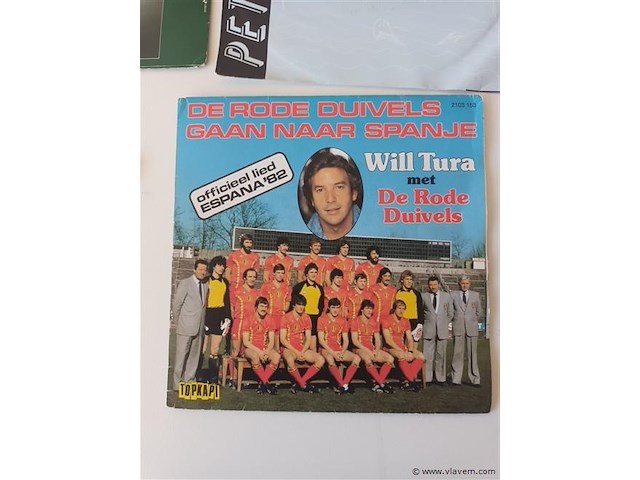 PET
DE RODE DUIVELS
GAAN NAAR SPANJE
2103 153
officieel lied
ESPANA'82
Will Tura
met
De Rode
Duivels
TOPKAPI
© www.vlavem.com